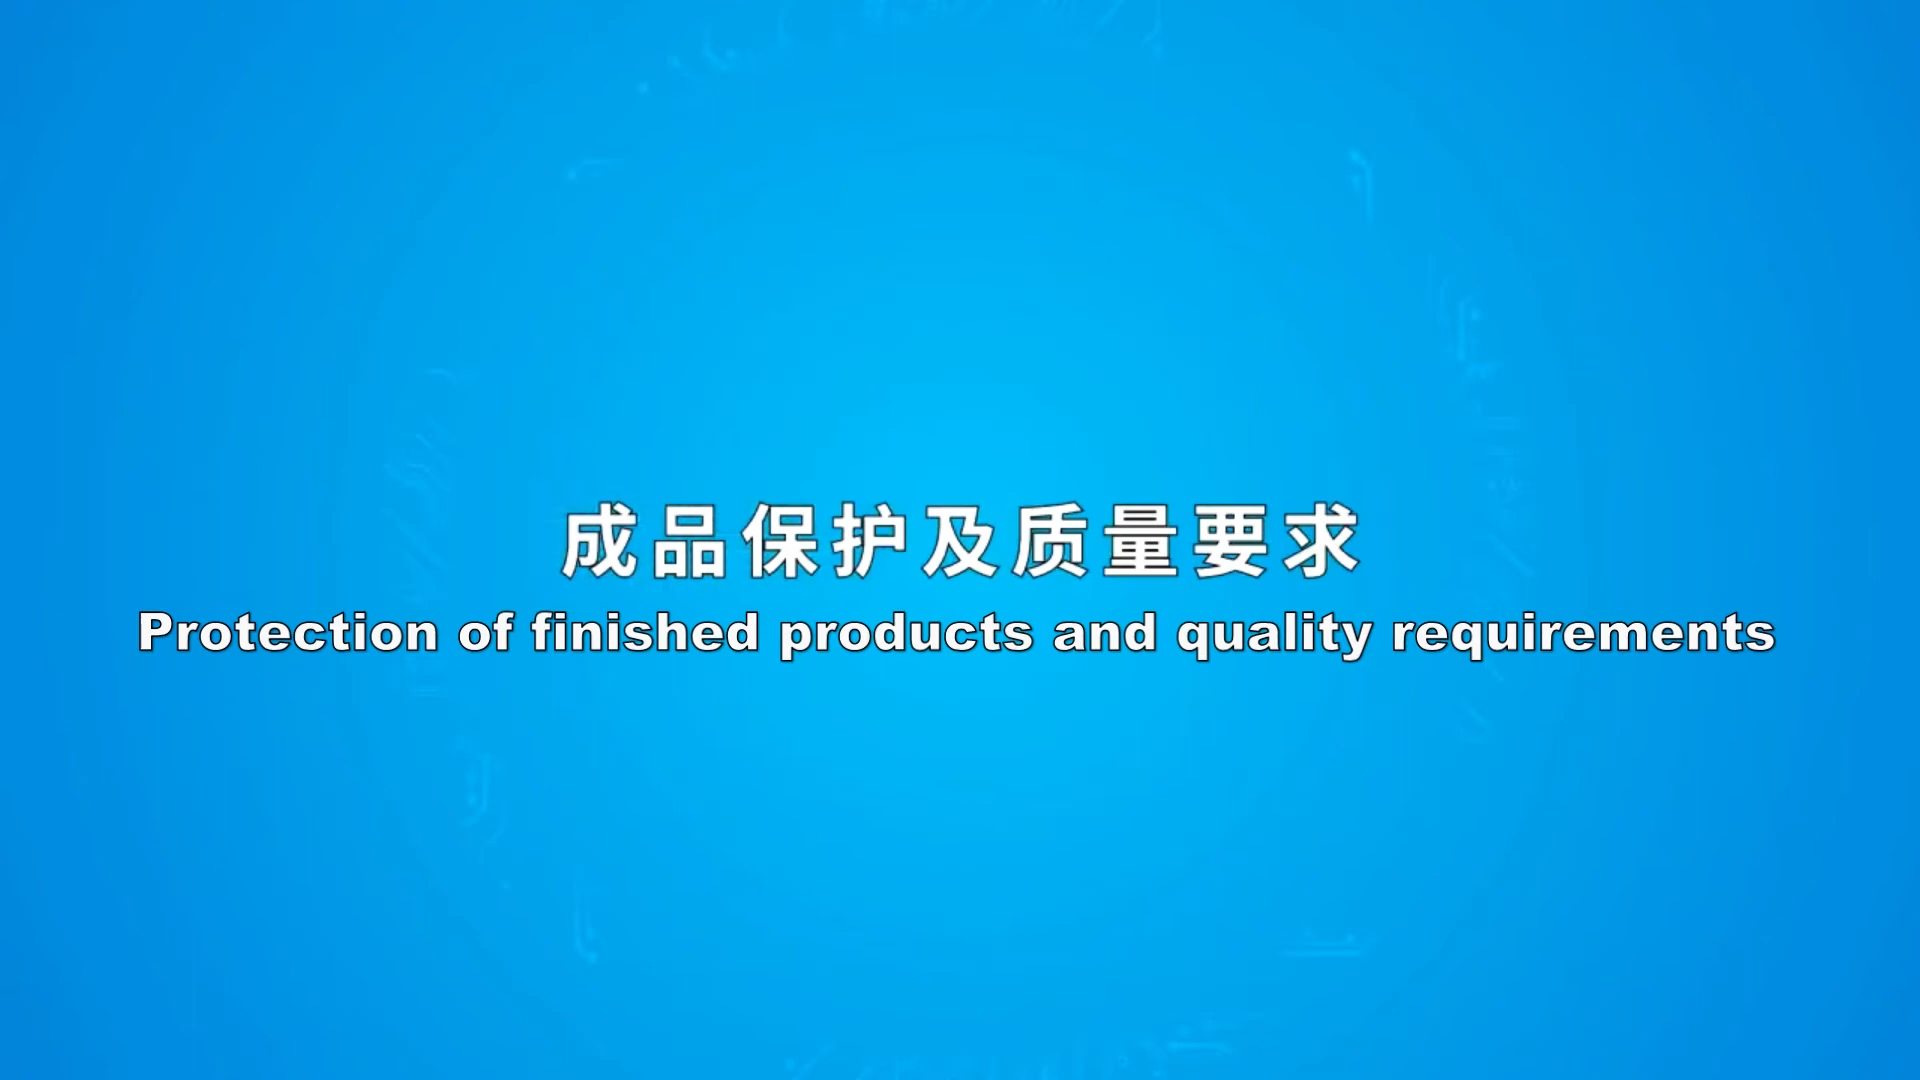 成品保护及质量要求
Protection of finished products and quality requirements